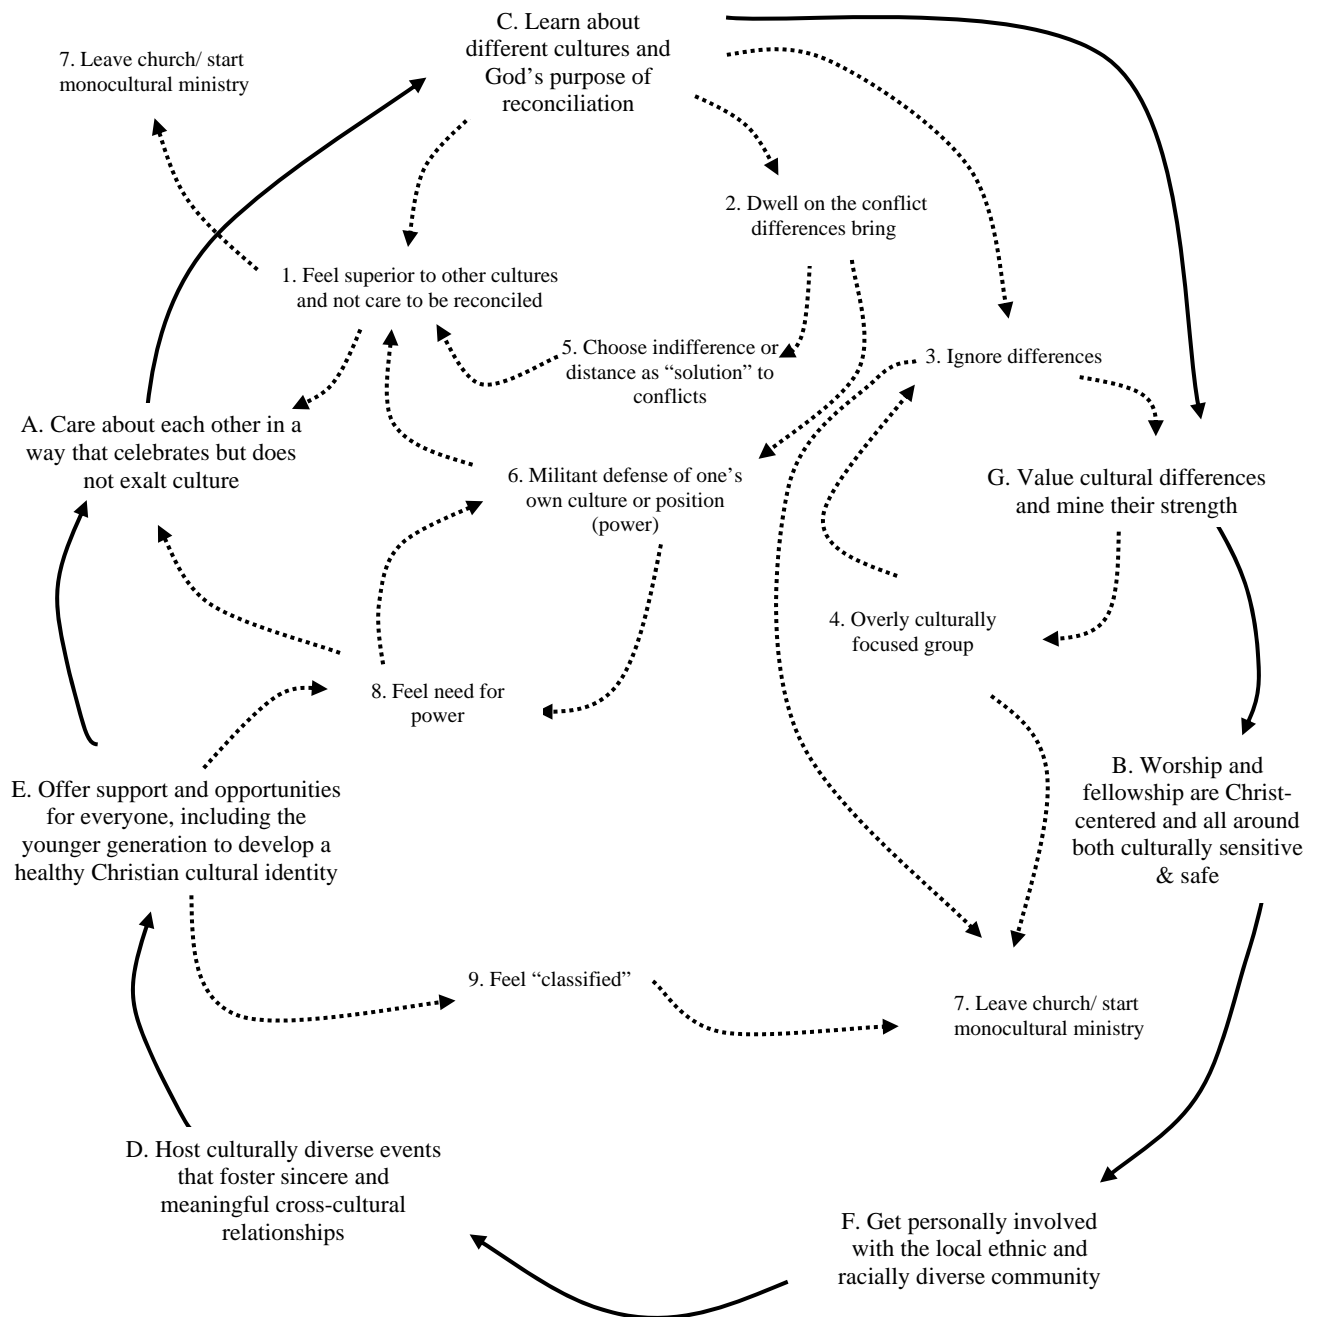 C. Learn about
different cultures and
God’s purpose of
reconciliation
7. Leave church/ start
monocultural ministry
2. Dwell on the conflict
differences bring
1. Feel superior to other cultures
and not care to be reconciled
5. Choose indifference or
distance as “solution” to
conflicts
3. Ignore differences
A. Care about each other in a
way that celebrates but does
not exalt culture
6. Militant defense of one’s
own culture or position
(power)
G. Value cultural differences
and mine their strength
4. Overly culturally
focused group
8. Feel need for
power
E. Offer support and opportunities
for everyone, including the
younger generation to develop a
healthy Christian cultural identity
B. Worship and
fellowship are Christ-
centered and all around
both culturally sensitive
& safe
9. Feel “classified”
7. Leave church/ start
monocultural ministry
D. Host culturally diverse events
that foster sincere and
meaningful cross-cultural
relationships
F. Get personally involved
with the local ethnic and
racially diverse community